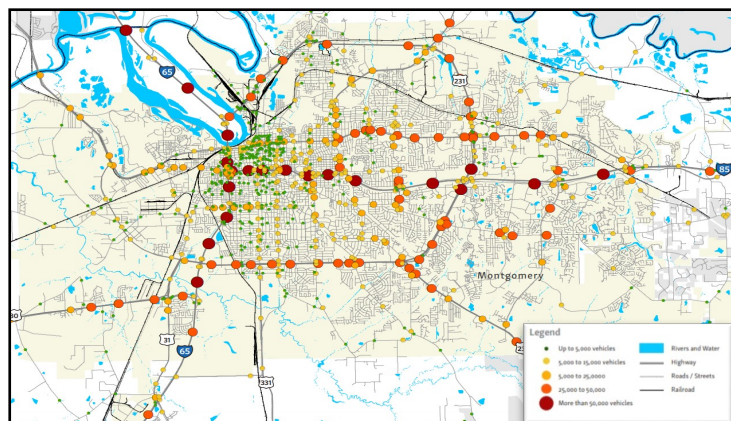 65
231
85
Montgomery
80
31
65
331
Legend
Up to 5,000 vehicles
5,000 to 15,000 vehicles
5,000 to 25,0000
25,000 to 50,000
More than 50,000 vehicles
Rivers and Water
Highway
Roads / Streets
Railroad